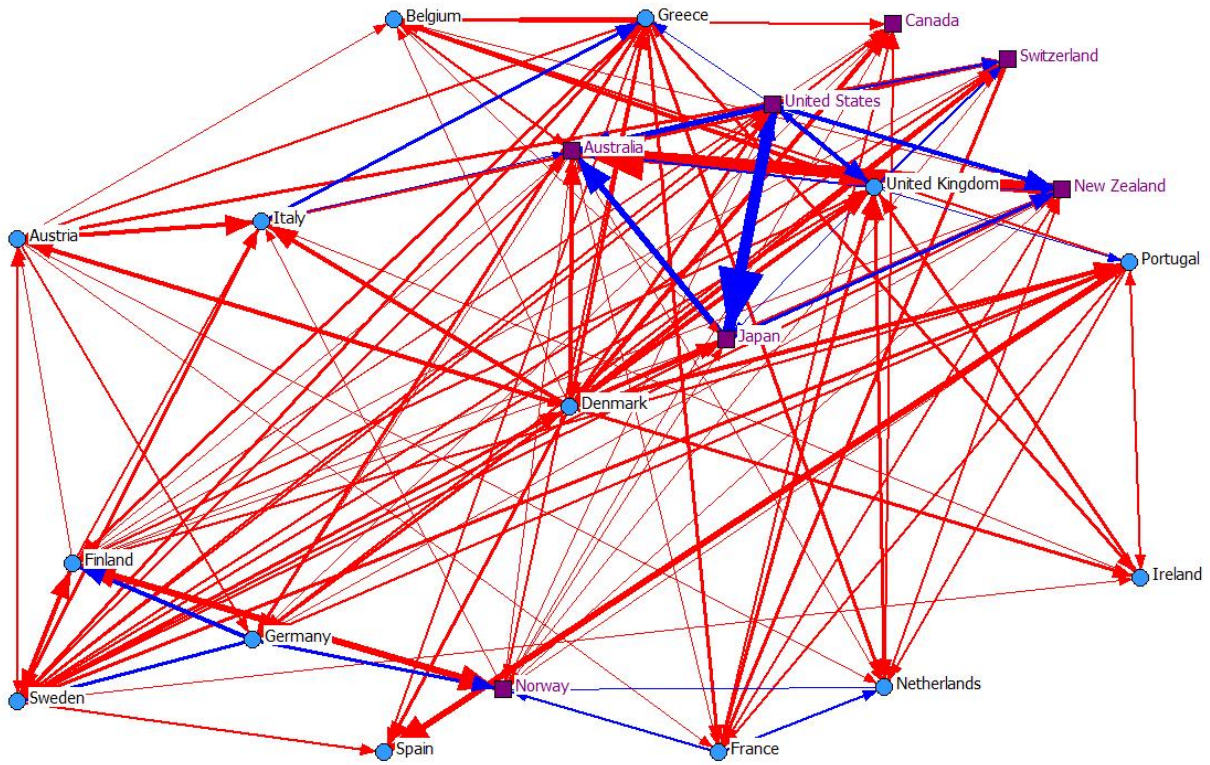 Belgium
Greece
Canada
Switzerland
United States
Australia
United Kingdom
New Zealand
Italy
Austria
Portugal
Japan
Denmark
Finland
Ireland
Germany
Norway
Netherlands
Sweden
Spain
France